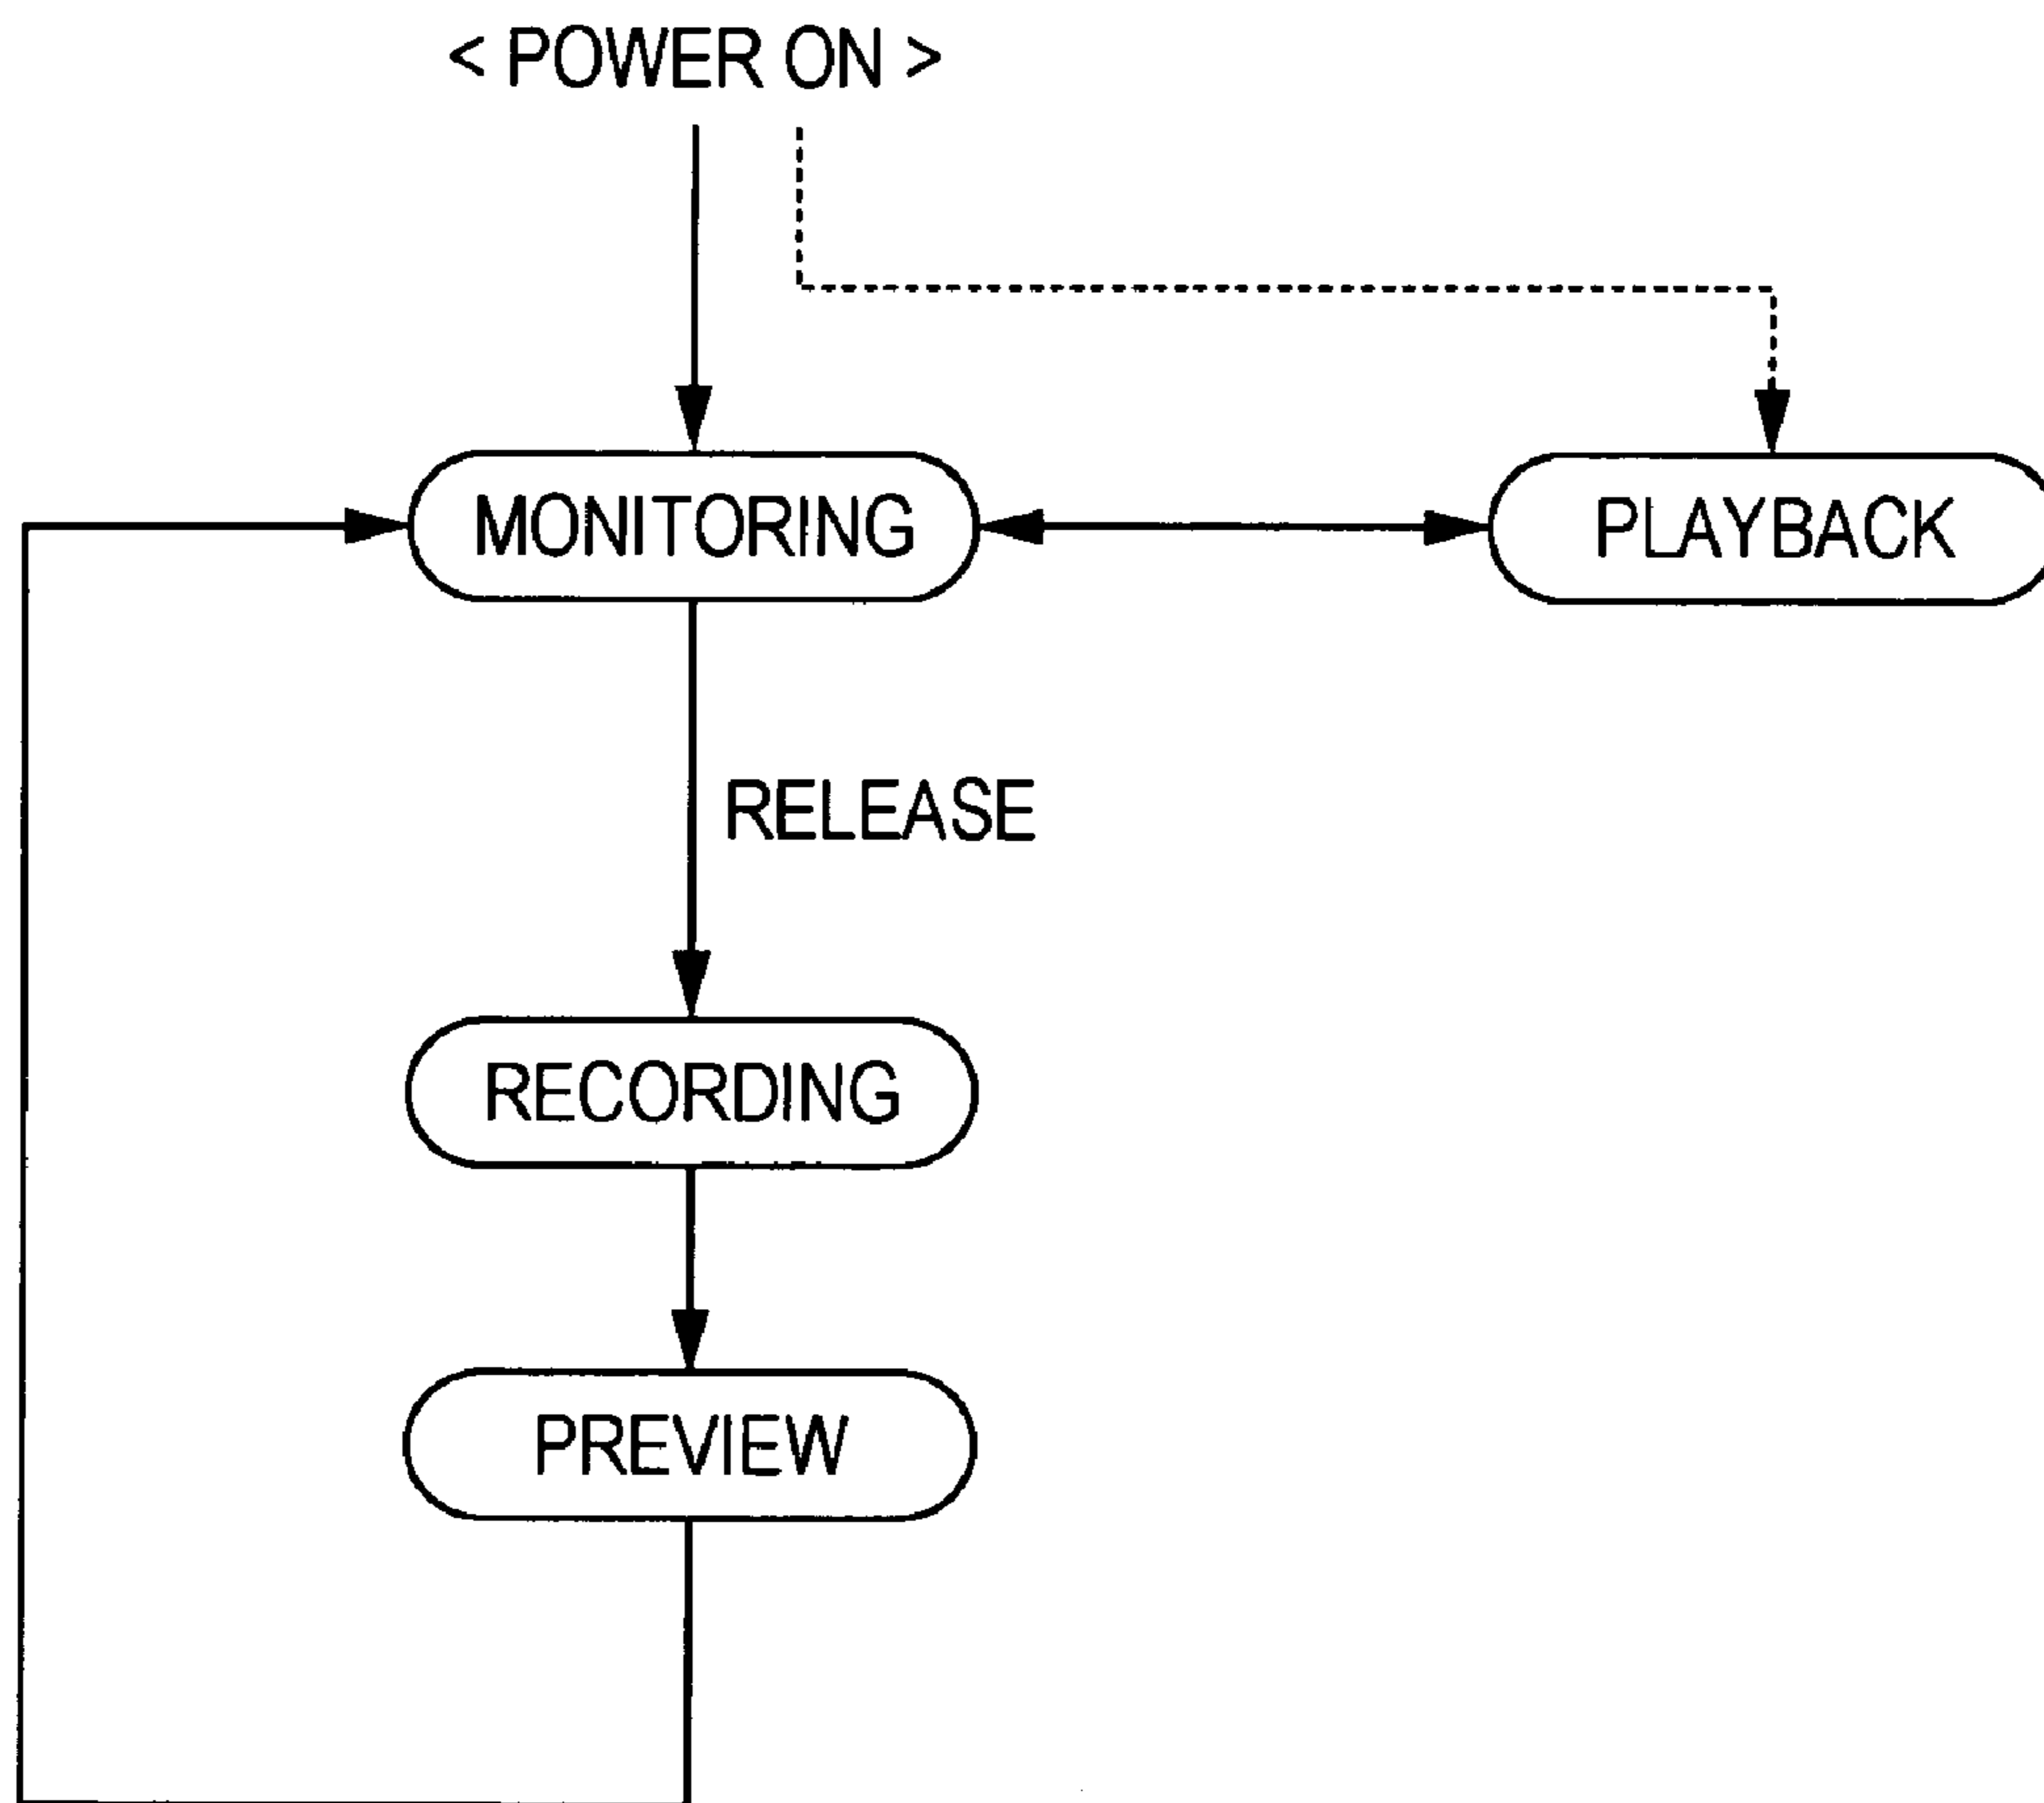 < POWER ON >
MONITORING
PLAYBACK
RELEASE
RECORDING
PREVIEW